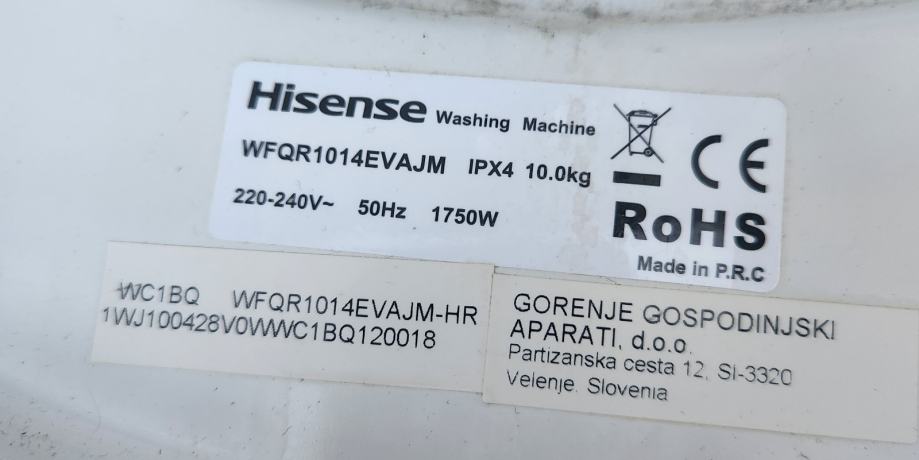 Hisense Washing Machine
WFQR1014EVAJM IPX4 10.0kg
220-240V~ 50Hz 1750W
CE
RoHS
Made in P.R.C
WC1BQ WFQR1014EVAJM-HR
1WJ100428V0WWC1BQ120018
GORENJE GOSPODINJSKI
APARATI, d.o.o.
Partizanska cesta 12, SI-3320
Velenje, Slovenia